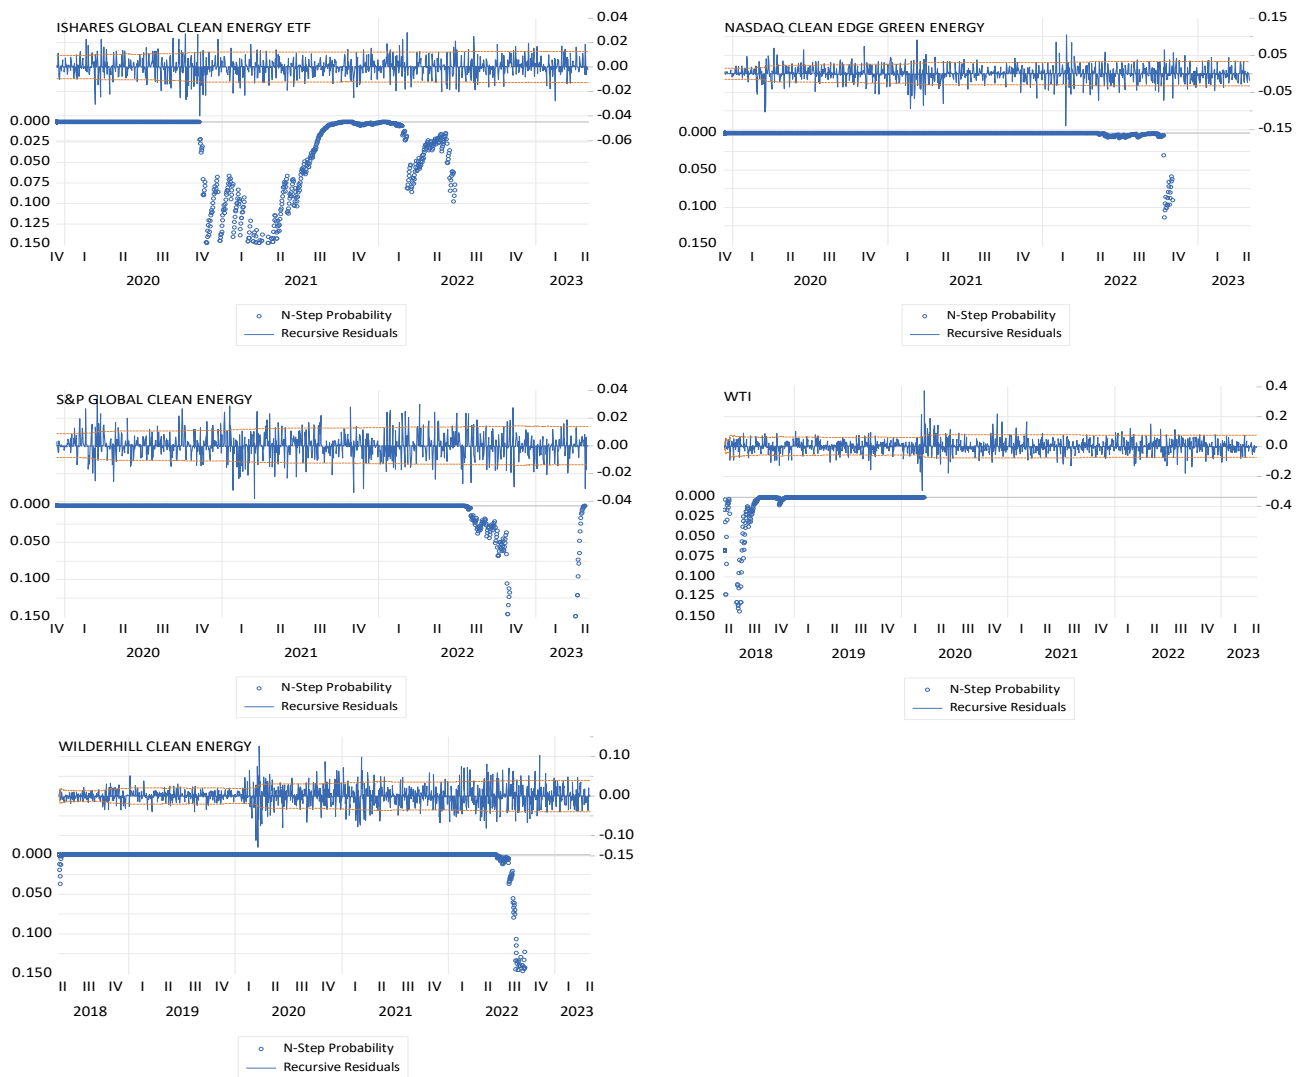 ISHARES GLOBAL CLEAN ENERGY ETF
0.04
0.02
0.00
-0.02
-0.04
-0.06
0.000
0.025
0.050
0.075
0.100
0.125
0.150
IV I II III IV I II III IV I II III IV I II
2020 2021 2022 2023
N-Step Probability
Recursive Residuals
NASDAQ CLEAN EDGE GREEN ENERGY
0.15
0.05
-0.05
-0.15
0.000
0.050
0.100
0.150
IV I II III IV I II III IV I II III IV I II
2020 2021 2022 2023
N-Step Probability
Recursive Residuals
S&P GLOBAL CLEAN ENERGY
0.04
0.02
0.00
-0.02
-0.04
0.000
0.050
0.100
0.150
IV I II III IV I II III IV I II III IV I II
2020 2021 2022 2023
N-Step Probability
Recursive Residuals
WTI
0.4
0.2
0.0
-0.2
-0.4
0.000
0.025
0.050
0.075
0.100
0.125
0.150
II III IV I II III IV I II III IV I II III IV I II III IV I II
2018 2019 2020 2021 2022 2023
N-Step Probability
Recursive Residuals
WILDERHILL CLEAN ENERGY
0.10
0.00
-0.10
-0.15
0.000
0.050
0.100
0.150
II III IV I II III IV I II III IV I II III IV I II III IV I II
2018 2019 2020 2021 2022 2023
N-Step Probability
Recursive Residuals